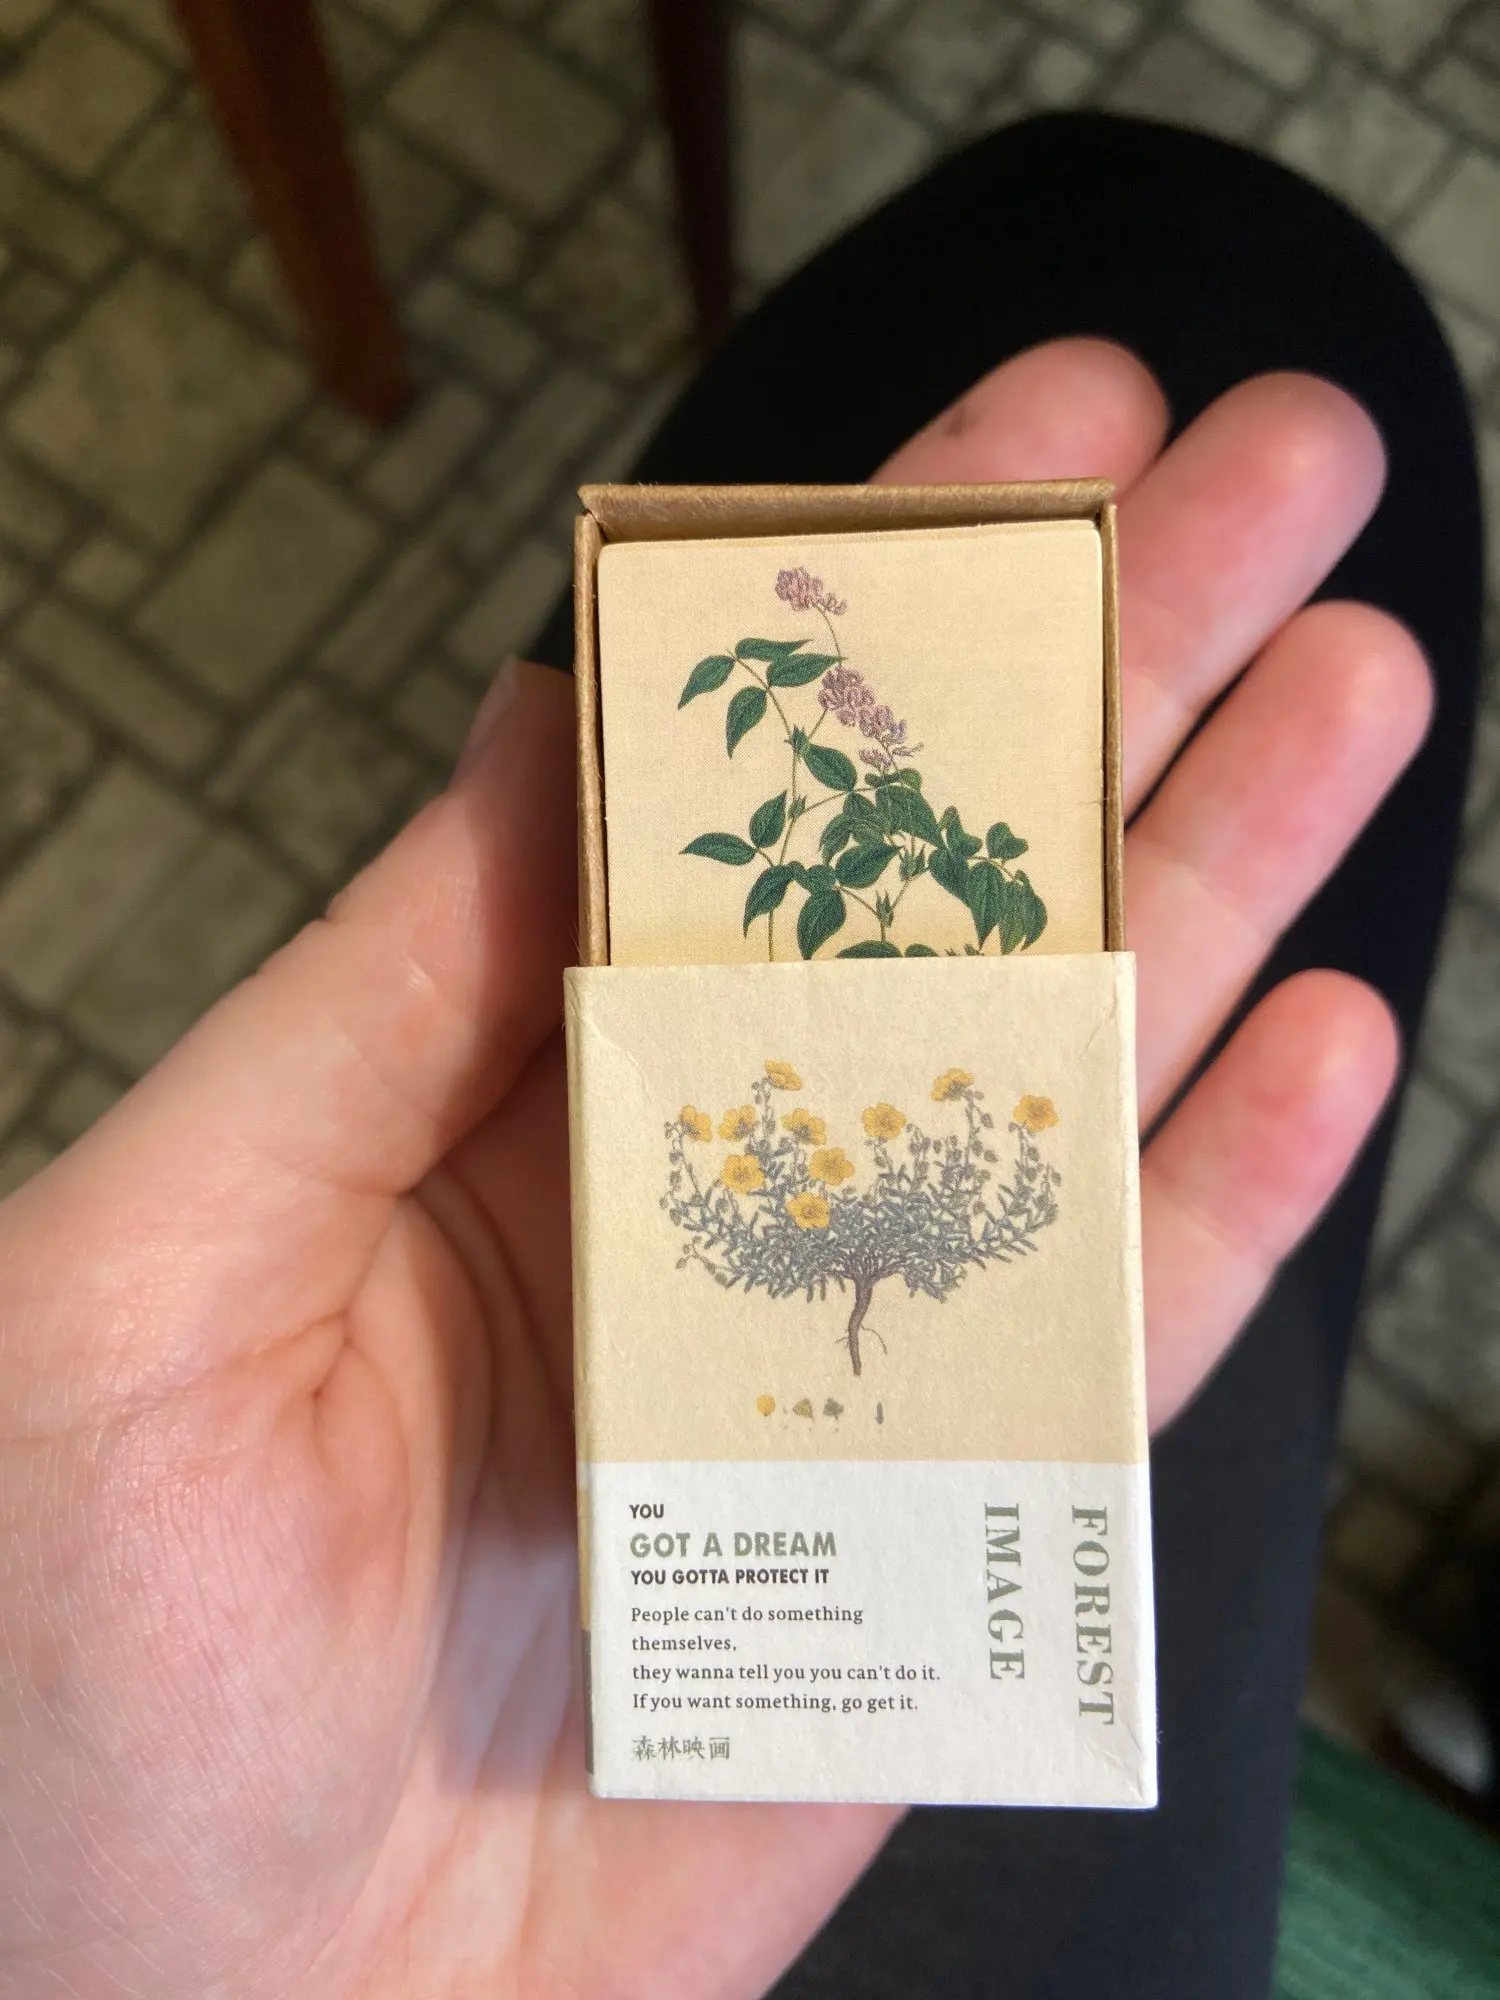 YOU
GOT A DREAM
YOU GOTTA PROTECT IT
People can't do something
themselves,
they wanna tell you you can't do it.
If you want something, go get it.
森林映画
FOREST
IMAGE